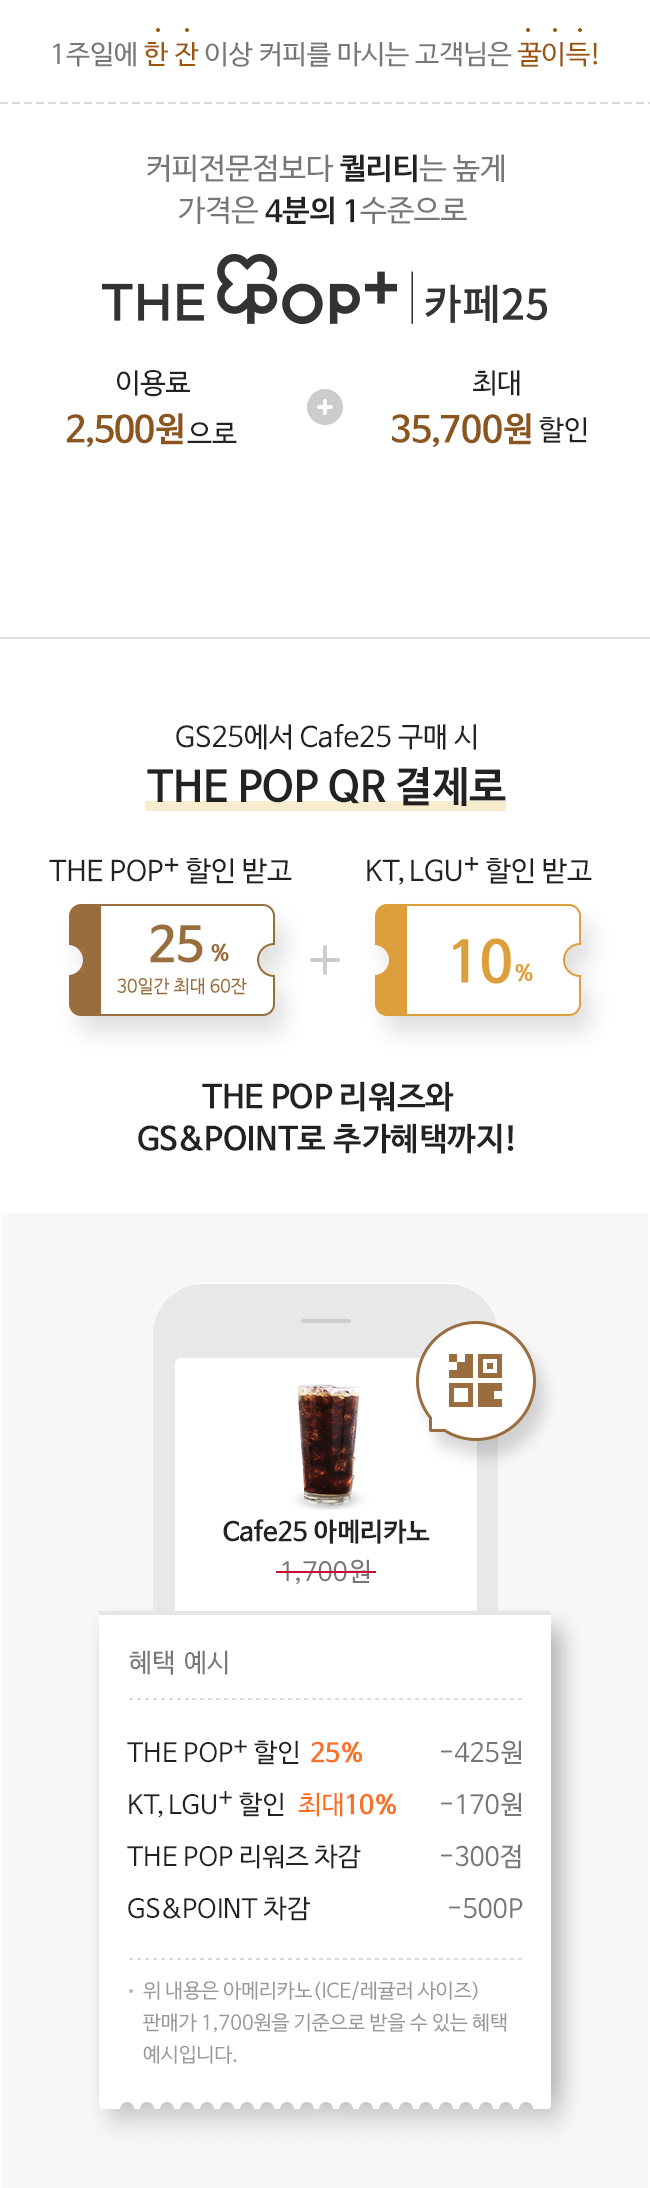 1주일에 한 잔 이상 커피를 마시는 고객님은 꿀이득!
커피전문점보다 퀄리티는 높게
가격은 4분의 1수준으로
THE POP+ | 카페25
이용료
2,500원으로
최대
35,700원 할인
GS25에서 Cafe25 구매 시
THE POP QR 결제로
THE POP+ 할인 받고
25 %
30일간 최대 60잔
KT, LGU+ 할인 받고
10 %
THE POP 리워즈와
GS&POINT로 추가혜택까지!
Cafe25 아메리카노
1,700원
혜택 예시
THE POP+ 할인 25% -425원
KT, LGU+ 할인 최대10% -170원
THE POP 리워즈 차감 -300점
GS&POINT 차감 -500P
· 위 내용은 아메리카노(ICE/레귤러 사이즈)
판매가 1,700원을 기준으로 받을 수 있는 혜택
예시입니다.